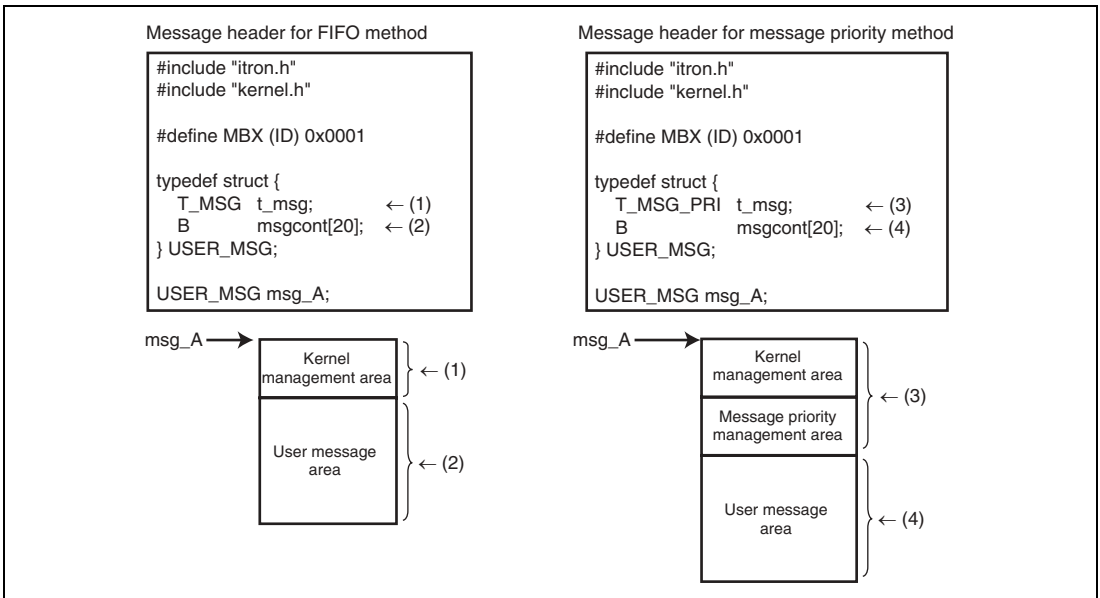 Message header for FIFO method
#include "itron.h"
#include "kernel.h"
#define MBX (ID) 0x0001
typedef struct {
T_MSG t_msg; ← (1)
B msgcont[20]; ← (2)
} USER_MSG;
USER_MSG msg_A;
msg_A
Kernel
management area
← (1)
User message
area
← (2)
Message header for message priority method
#include "itron.h"
#include "kernel.h"
#define MBX (ID) 0x0001
typedef struct {
T_MSG_PRI t_msg; ← (3)
B msgcont[20]; ← (4)
} USER_MSG;
USER_MSG msg_A;
msg_A
Kernel
management area
Message priority
management area
← (3)
User message
area
← (4)